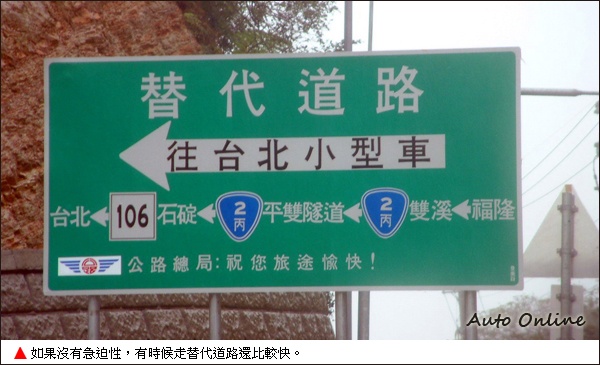 替代道路
往台北小型車
台北 106 石碇 2丙 平雙隧道 2丙 雙溪 福隆
公路總局:祝您旅途愉快!
Auto Online
▲如果沒有急迫性,有時候走替代道路還比較快。